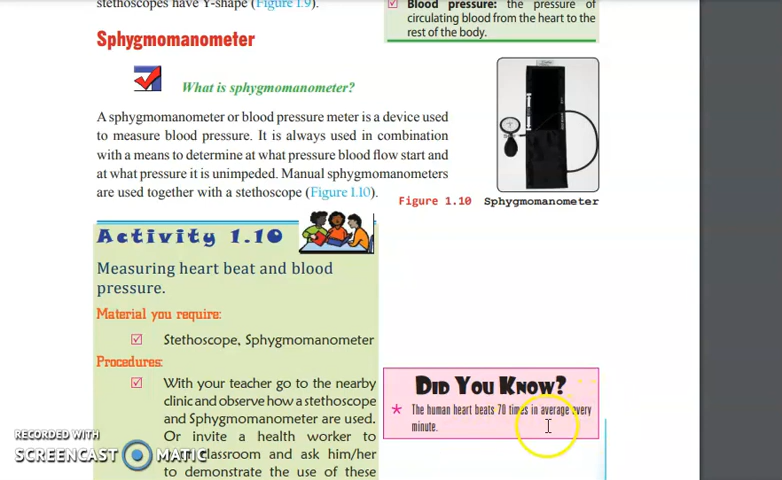 stethoscopes have Y-shape (Figure 1.9).
Blood pressure: the pressure of
circulating blood from the heart to the
rest of the body.
Sphygmomanometer
What is sphygmomanometer?
A sphygmomanometer or blood pressure meter is a device used
to measure blood pressure. It is always used in combination
with a means to determine at what pressure blood flow start and
at what pressure it is unimpeded. Manual sphygmomanometers
are used together with a stethoscope (Figure 1.10).
Figure 1.10 Sphygmomanometer
Activity 1.10
Measuring heart beat and blood
pressure.
Material you require:
Stethoscope, Sphygmomanometer
Procedures:
With your teacher go to the nearby
clinic and observe how a stethoscope
and Sphygmomanometer are used.
Or invite a health worker to
classroom and ask him/her
to demonstrate the use of these
DID YOU KNOW?
* The human heart beats 70 times in average every
minute.
RECORDED WITH
SCREENCAST MATIC